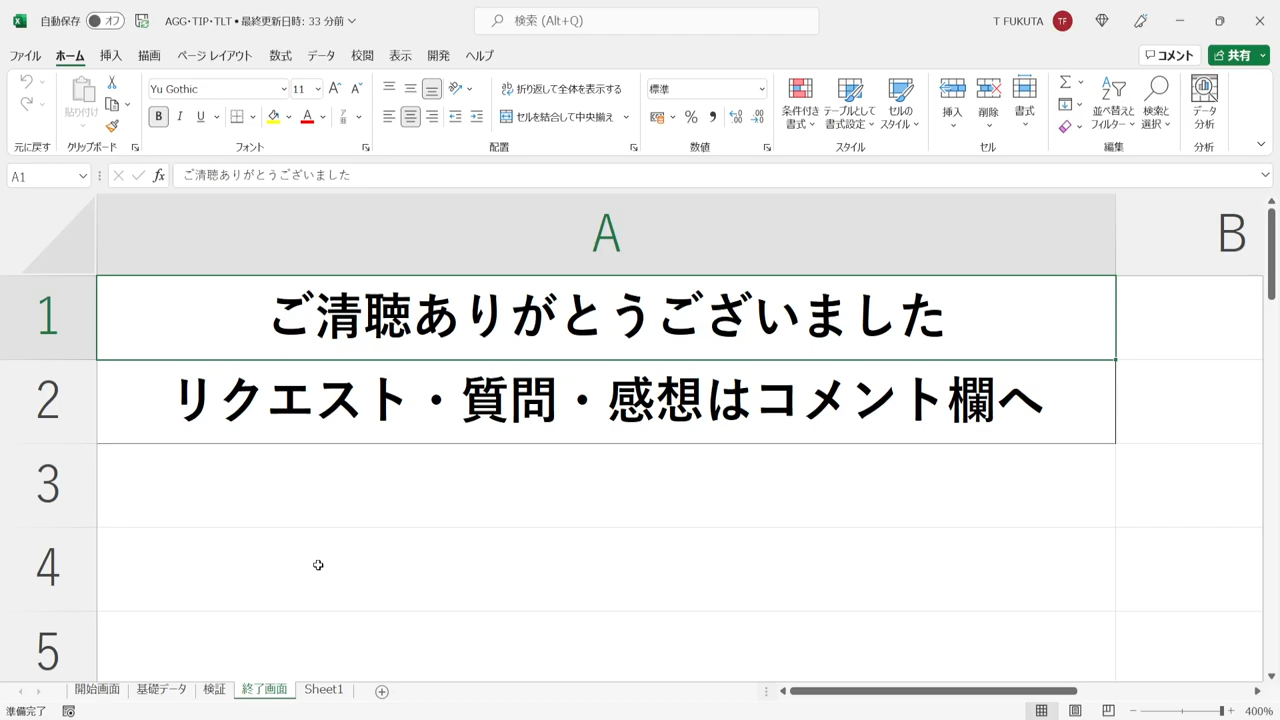 自動保存 オフ AGG・TIP・TLT • 最終更新日時: 33 分前 検索 (Alt+Q) T FUKUTA TF
ファイル ホーム 挿入 描画 ページ レイアウト 数式 データ 校閲 表示 開発 ヘルプ コメント 共有
貼り付け Yu Gothic 11 折り返して全体を表示する 標準
B I U A セルを結合して中央揃え % 条件付き書式 テーブルとして書式設定 セルのスタイル 挿入 削除 書式 並べ替えとフィルター 検索と選択 データ分析
元に戻す クリップボード フォント 配置 数値 スタイル セル 編集 分析
A1 fx ご清聴ありがとうございました
A B
1 ご清聴ありがとうございました
2 リクエスト・質問・感想はコメント欄へ
3
4
5
開始画面 基礎データ 検証 終了画面 Sheet1
準備完了 400%